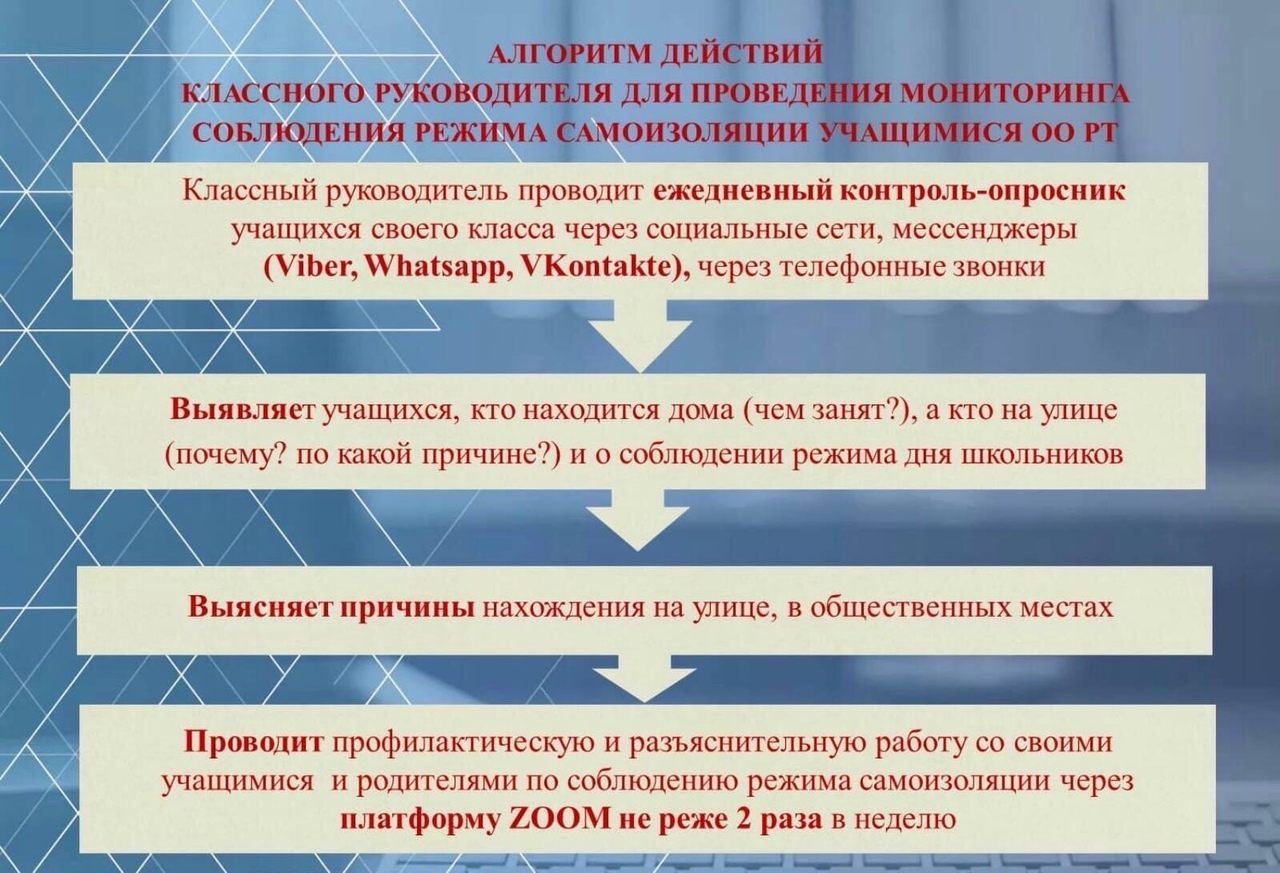 АЛГОРИТМ ДЕЙСТВИЙ
КЛАССНОГО РУКОВОДИТЕЛЯ ДЛЯ ПРОВЕДЕНИЯ МОНИТОРИНГА
СОБЛЮДЕНИЯ РЕЖИМА САМОИЗОЛЯЦИИ УЧАЩИМИСЯ ОО РТ
Классный руководитель проводит ежедневный контроль-опросник
учащихся своего класса через социальные сети, мессенджеры
(Viber, Whatsapp, VKontakte), через телефонные звонки
Выявляет учащихся, кто находится дома (чем занят?), а кто на улице
(почему? по какой причине?) и о соблюдении режима дня школьников
Выясняет причины нахождения на улице, в общественных местах
Проводит профилактическую и разъяснительную работу со своими
учащимися и родителями по соблюдению режима самоизоляции через
платформу ZOOM не реже 2 раза в неделю